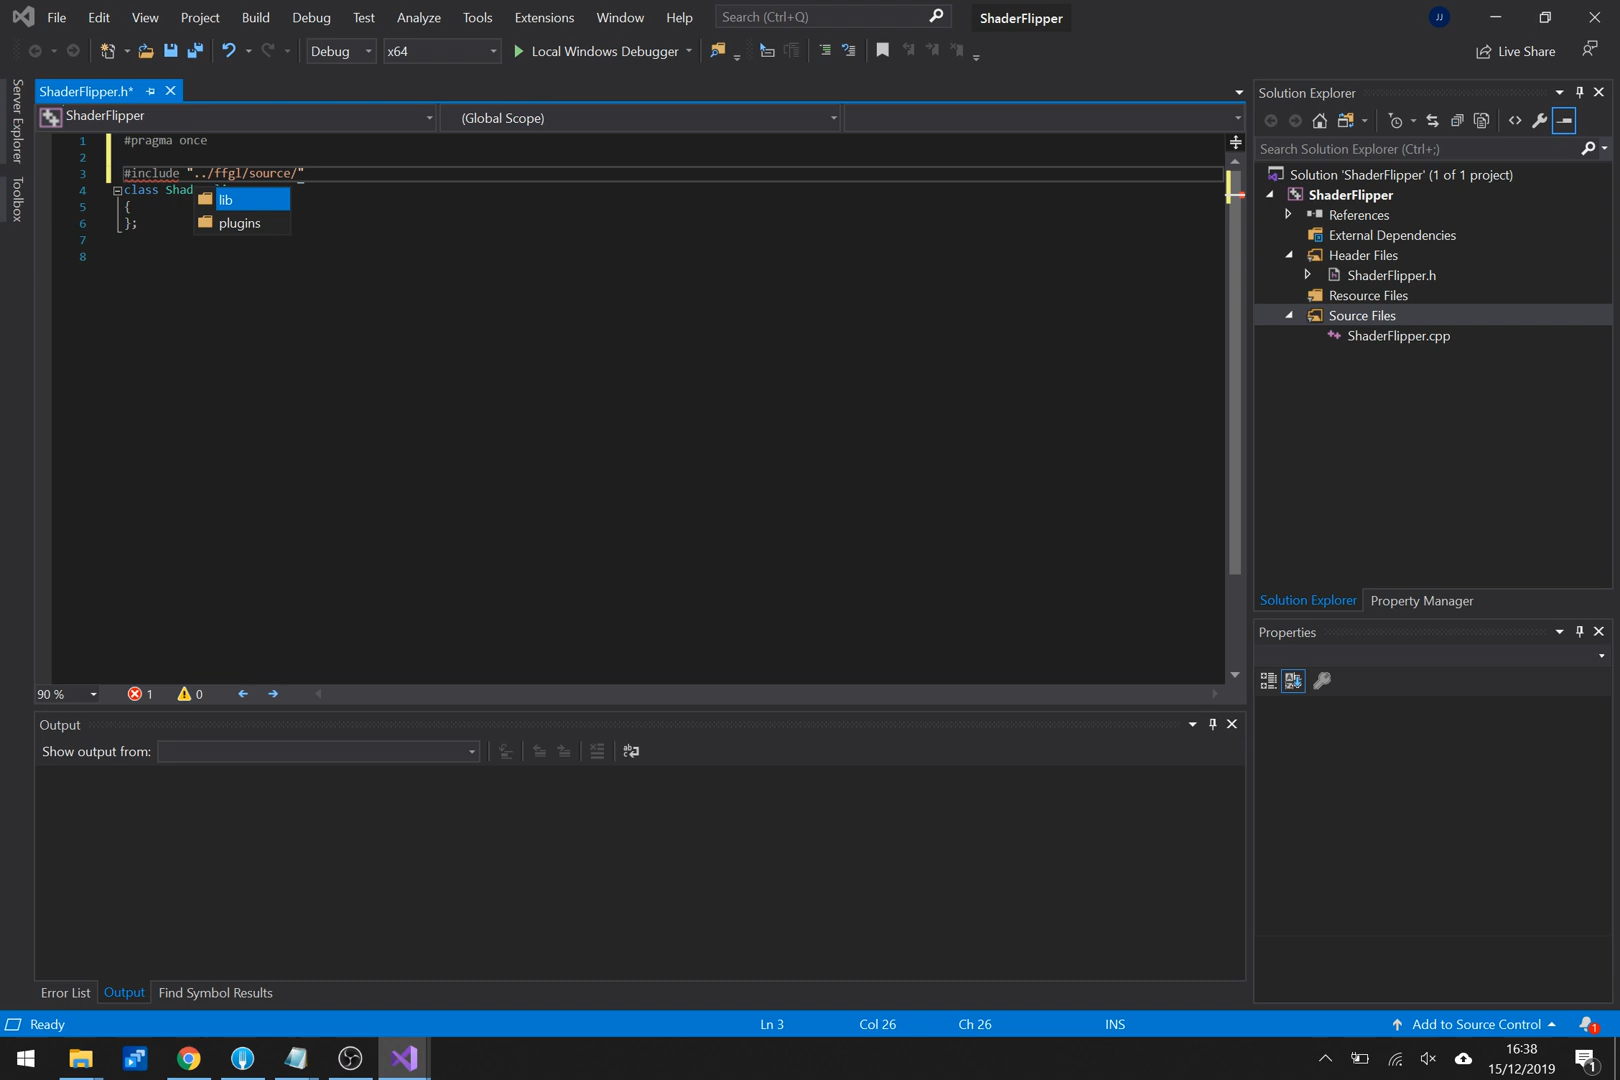 File Edit View Project Build Debug Test Analyze Tools Extensions Window Help Search (Ctrl+Q) ShaderFlipper JJ
Debug x64 Local Windows Debugger Live Share
Server Explorer
Toolbox
ShaderFlipper.h*
ShaderFlipper (Global Scope)
1 #pragma once
2
3 #include "../ffgl/source/"
4 class Shad
5 {
6 };
7
8
lib
plugins
90 % 1 0
Output
Show output from:
Error List Output Find Symbol Results
Solution Explorer
Search Solution Explorer (Ctrl+;)
Solution 'ShaderFlipper' (1 of 1 project)
ShaderFlipper
References
External Dependencies
Header Files
ShaderFlipper.h
Resource Files
Source Files
ShaderFlipper.cpp
Solution Explorer Property Manager
Properties
Ready Ln 3 Col 26 Ch 26 INS Add to Source Control 1
16:38
15/12/2019
1